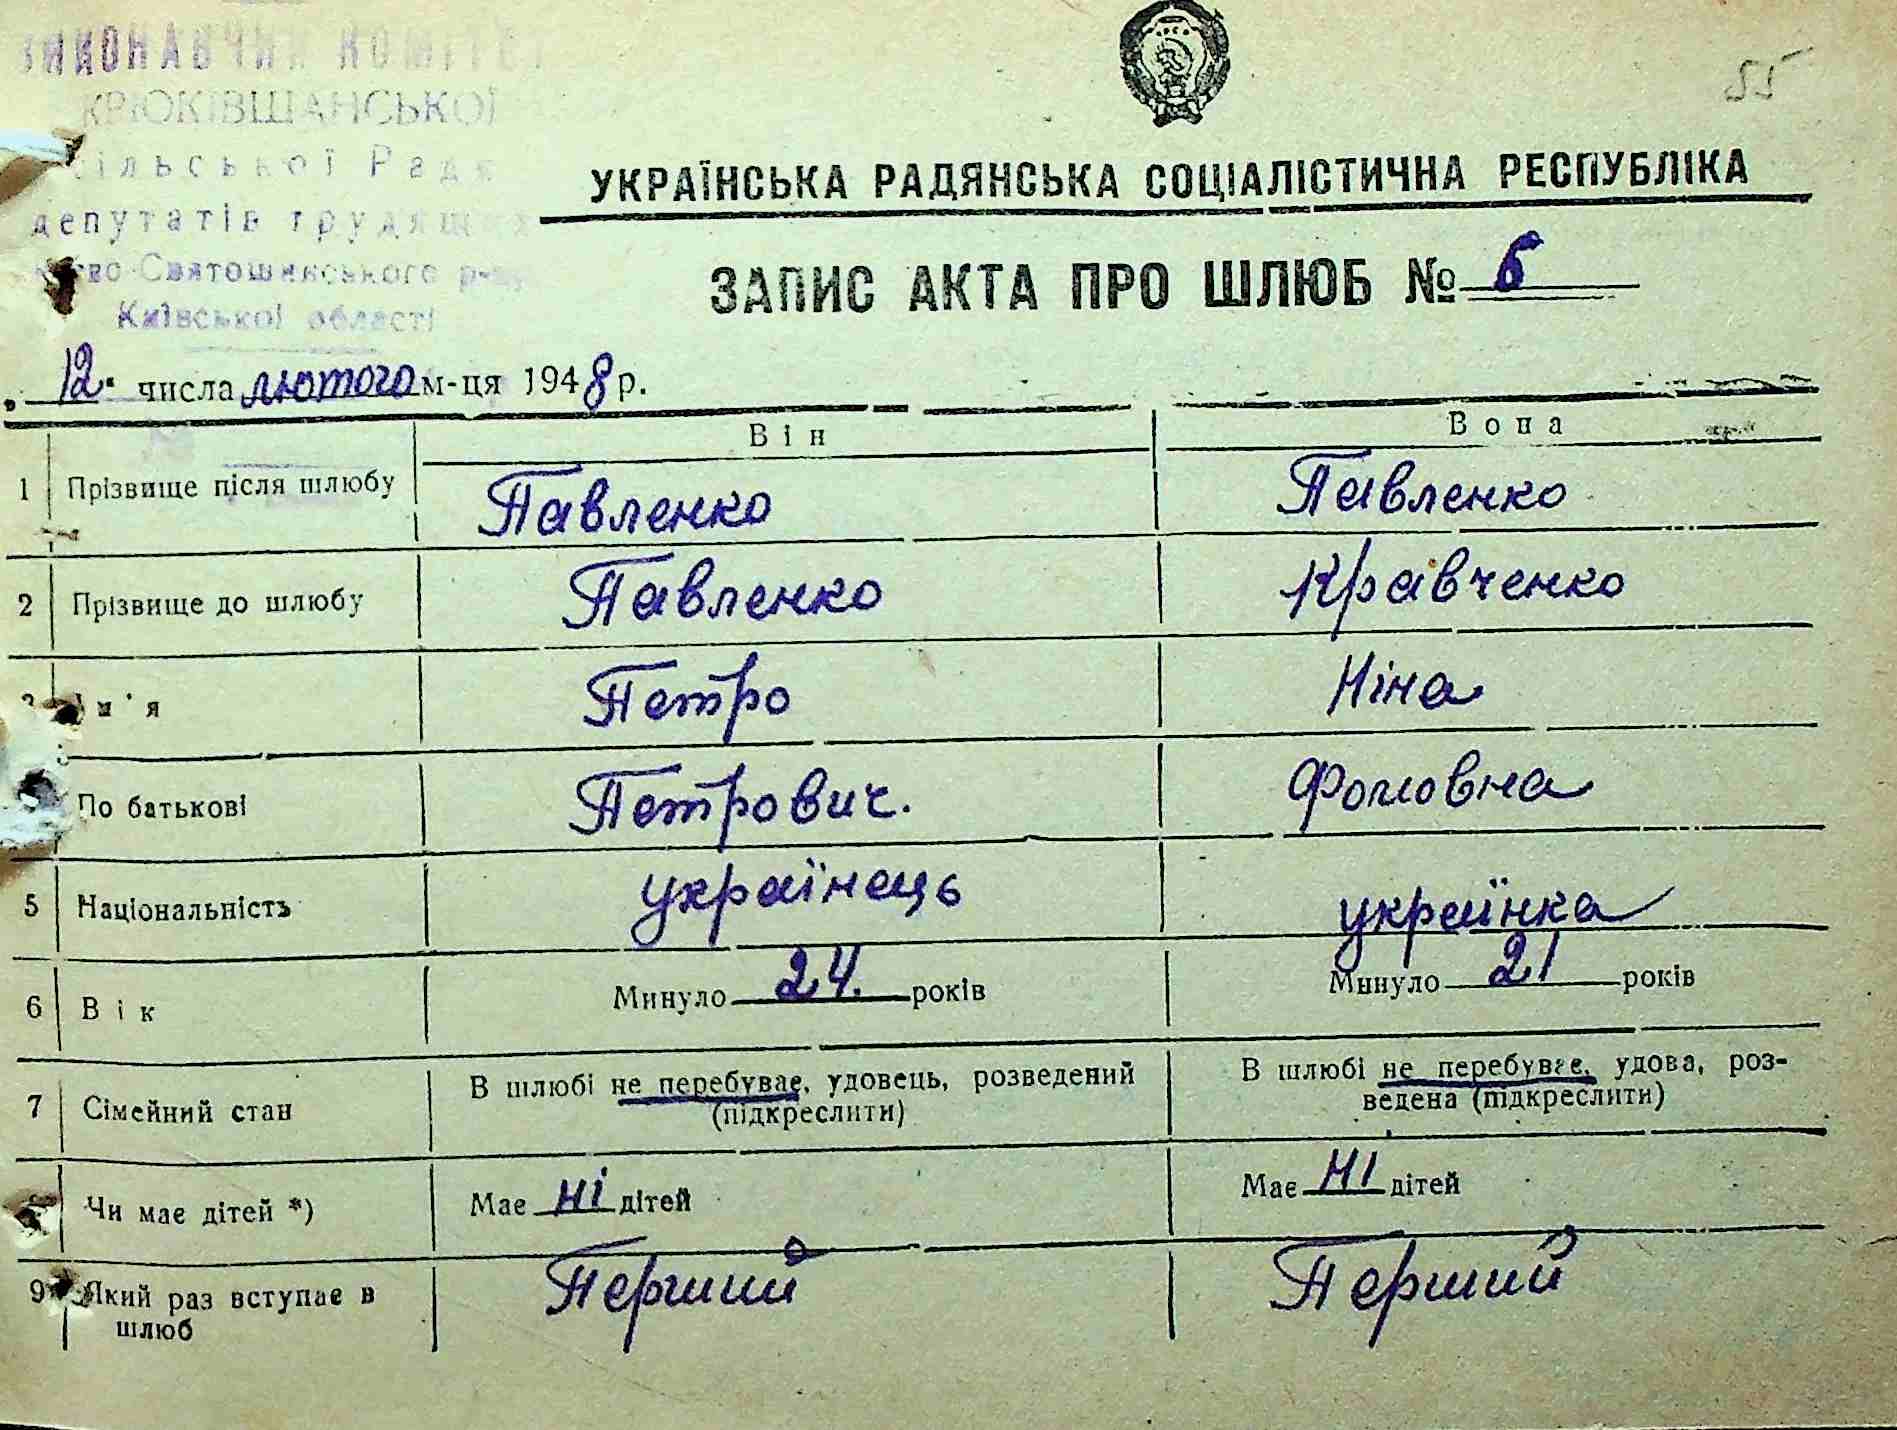 ВИКОНАВЧИЙ КОМІТЕТ
КРЮКІВЩАНСЬКОЇ
сільської Ради
депутатів трудящих
Києво-Святошинського р-ну
Київської області
55
УКРАЇНСЬКА РАДЯНСЬКА СОЦІАЛІСТИЧНА РЕСПУБЛІКА
ЗАПИС АКТА ПРО ШЛЮБ № 6
12 числа лютого м-ця 1948 р.
Він Вона
1 Прізвище після шлюбу Павленко Павленко
2 Прізвище до шлюбу Павленко Кравченко
Ім'я Петро Ніна
По батькові Петрович. Фомовна
5 Національність українець українка
6 Вік Минуло 24. років Минуло 21 років
7 Сімейний стан В шлюбі не перебуває, удовець, розведений (підкреслити) В шлюбі не перебуває, удова, роз-
ведена (підкреслити)
Чи має дітей *) Має ні дітей Має ні дітей
9 Який раз вступає в Перший Перший
шлюб